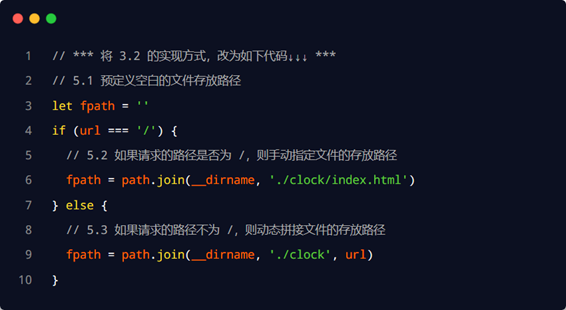 1 // *** 将 3.2 的实现方式，改为如下代码↓↓↓ ***
2 // 5.1 预定义空白的文件存放路径
3 let fpath = ''
4 if (url === '/') {
5 // 5.2 如果请求的路径是否为 /，则手动指定文件的存放路径
6 fpath = path.join(__dirname, './clock/index.html')
7 } else {
8 // 5.3 如果请求的路径不为 /，则动态拼接文件的存放路径
9 fpath = path.join(__dirname, './clock', url)
10 }